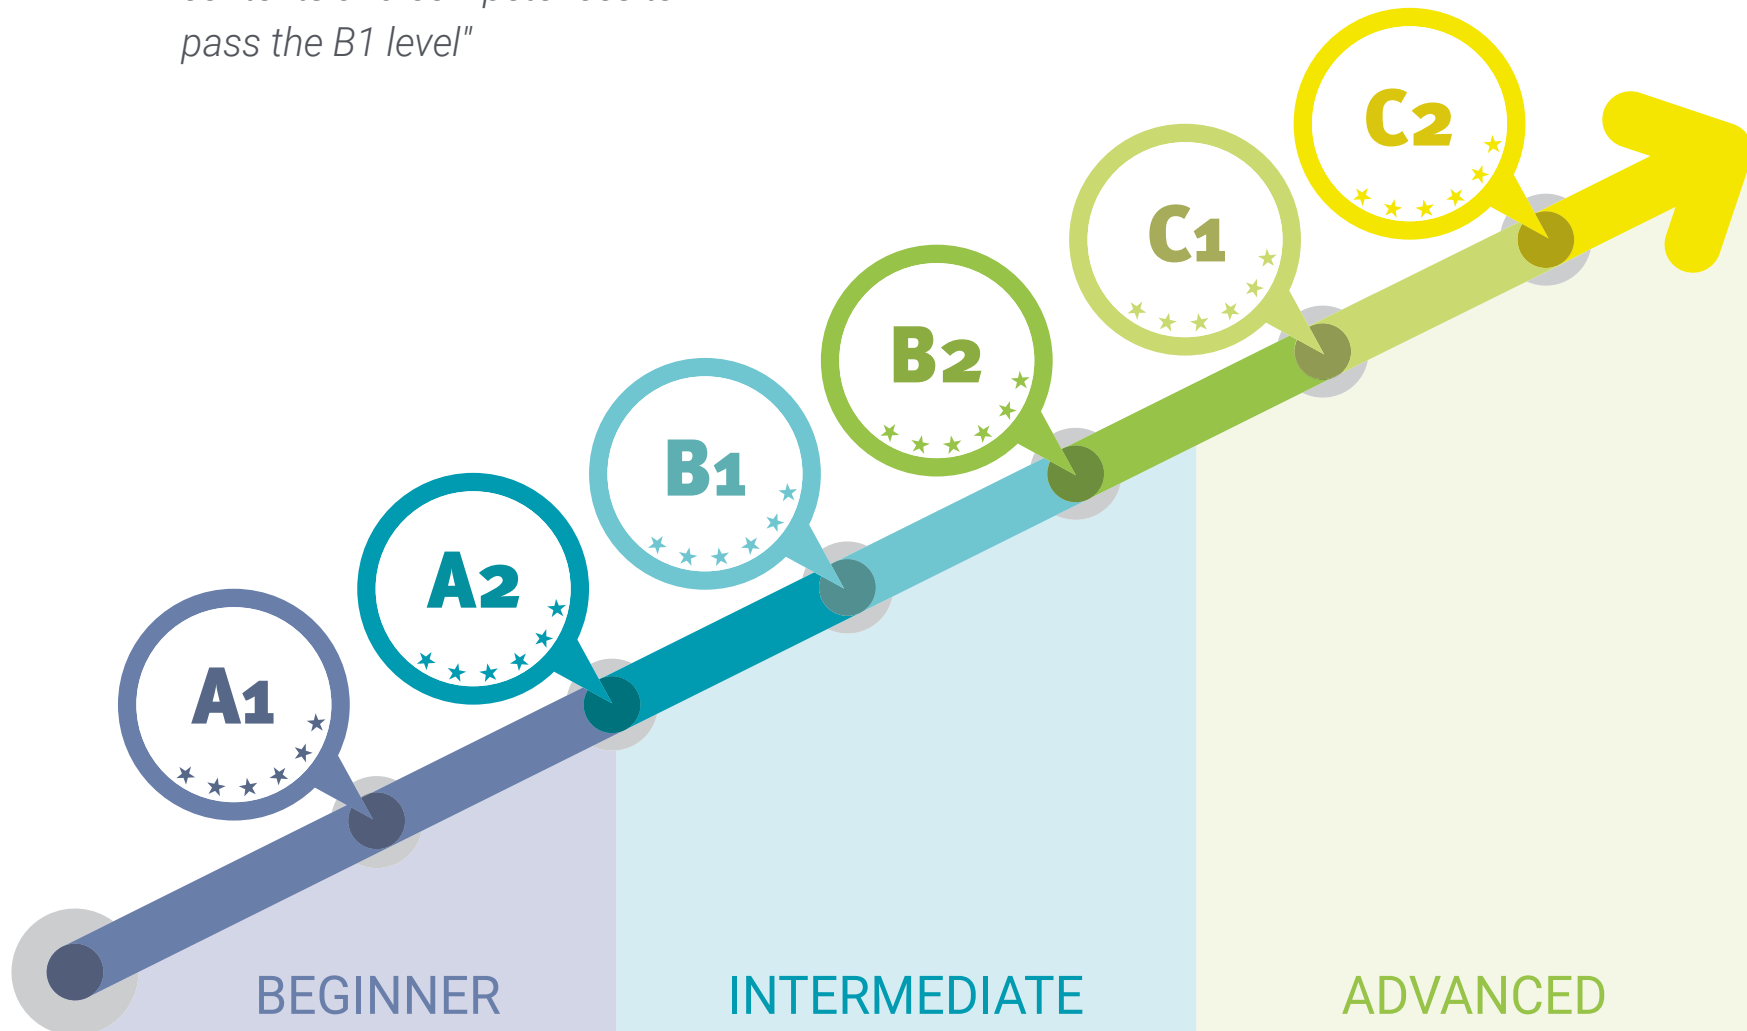 pass the B1 level"
C2
C1
B2
B1
A2
A1
BEGINNER
INTERMEDIATE
ADVANCED